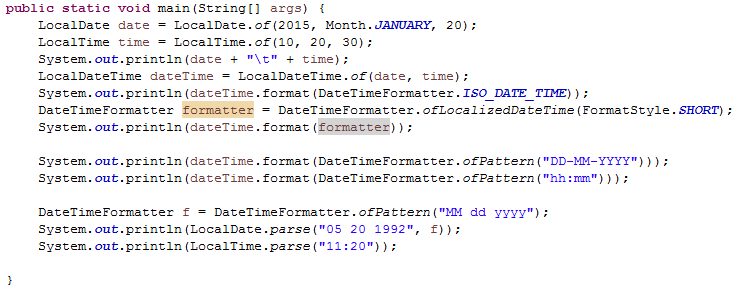 public static void main(String[] args) {
LocalDate date = LocalDate.of(2015, Month.JANUARY, 20);
LocalTime time = LocalTime.of(10, 20, 30);
System.out.println(date + "\t" + time);
LocalDateTime dateTime = LocalDateTime.of(date, time);
System.out.println(dateTime.format(DateTimeFormatter.ISO_DATE_TIME));
DateTimeFormatter formatter = DateTimeFormatter.ofLocalizedDateTime(FormatStyle.SHORT);
System.out.println(dateTime.format(formatter));
System.out.println(dateTime.format(DateTimeFormatter.ofPattern("DD-MM-YYYY")));
System.out.println(dateTime.format(DateTimeFormatter.ofPattern("hh:mm")));
DateTimeFormatter f = DateTimeFormatter.ofPattern("MM dd yyyy");
System.out.println(LocalDate.parse("05 20 1992", f));
System.out.println(LocalTime.parse("11:20"));
}